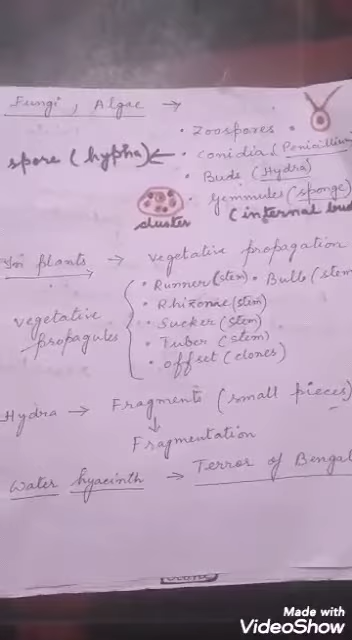 Fungi, Algae →
• Zoospores
spore (hypha) ← • Conidia (Penicillium
• Buds (Hydra)
• Gemmules (sponge)
cluster (internal bud
In plants → vegetative propagation
• Runner (stem) • Bulb (stem
vegetative propagules
• Rhizome (stem)
• Sucker (stem)
• Tuber (stem)
• offset (clones)
Hydra → Fragments (small pieces)
↓
Fragmentation
Water hyacinth → Terror of Bengal
Made with
VideoShow